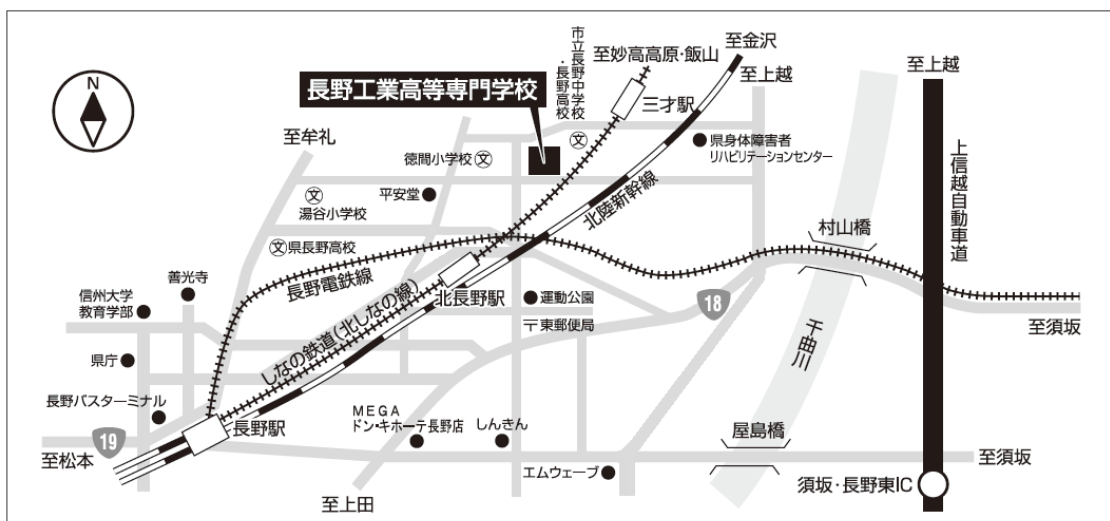 N
至牟礼
長野工業高等専門学校
市立長野中学校
・長野高校
至妙高高原・飯山
至金沢
至上越
至上越
三才駅
文
県身体障害者
リハビリテーションセンター
徳間小学校 文
文
湯谷小学校
平安堂
北陸新幹線
上信越自動車道
文 県長野高校
村山橋
長野電鉄線
善光寺
信州大学
教育学部
北長野駅
運動公園
18
しなの鉄道(北しなの線)
〒東郵便局
千曲川
至須坂
県庁
長野バスターミナル
長野駅
MEGA
ドン・キホーテ長野店
しんきん
屋島橋
19
至松本
エムウェーブ
至須坂
至上田
須坂・長野東IC